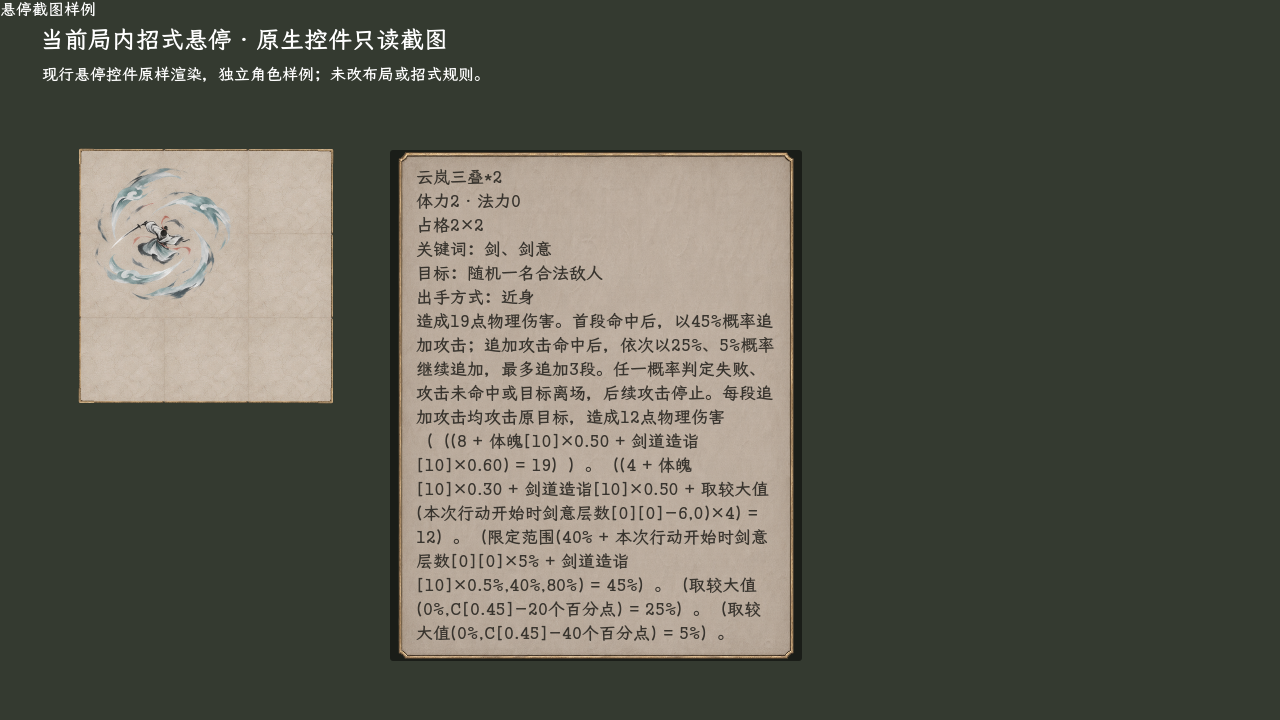 悬停截图样例
当前局内招式悬停 · 原生控件只读截图
现行悬停控件原样渲染，独立角色样例；未改布局或招式规则。
云岚三叠*2
体力2 · 法力0
占格2×2
关键词：剑、剑意
目标：随机一名合法敌人
出手方式：近身
造成19点物理伤害。首段命中后，以45%概率追
加攻击；追加攻击命中后，依次以25%、5%概率
继续追加，最多追加3段。任一概率判定失败、
攻击未命中或目标离场，后续攻击停止。每段追
加攻击均攻击原目标，造成12点物理伤害
（（(8 + 体魄[10]×0.50 + 剑道造诣
[10]×0.60) = 19））。（(4 + 体魄
[10]×0.30 + 剑道造诣[10]×0.50 + 取较大值
(本次行动开始时剑意层数[0][0]−6,0)×4) =
12）。（限定范围(40% + 本次行动开始时剑意
层数[0][0]×5% + 剑道造诣
[10]×0.5%,40%,80%) = 45%）。（取较大值
(0%,C[0.45]−20个百分点) = 25%）。（取较
大值(0%,C[0.45]−40个百分点) = 5%）。